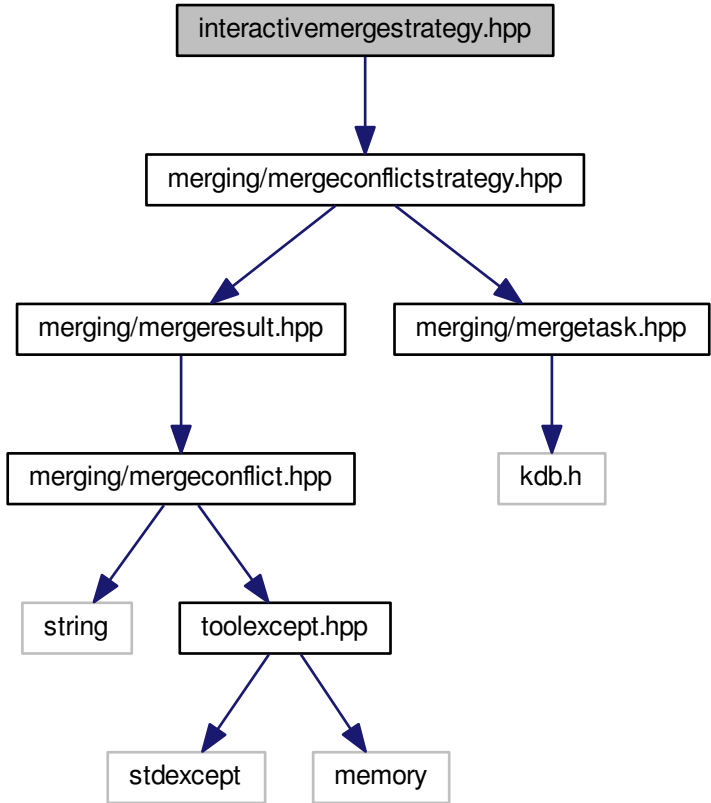 interactivemergestrategy.hpp
merging/mergeconflictstrategy.hpp
merging/mergeresult.hpp
merging/mergetask.hpp
merging/mergeconflict.hpp
kdb.h
string
toolexcept.hpp
stdexcept
memory